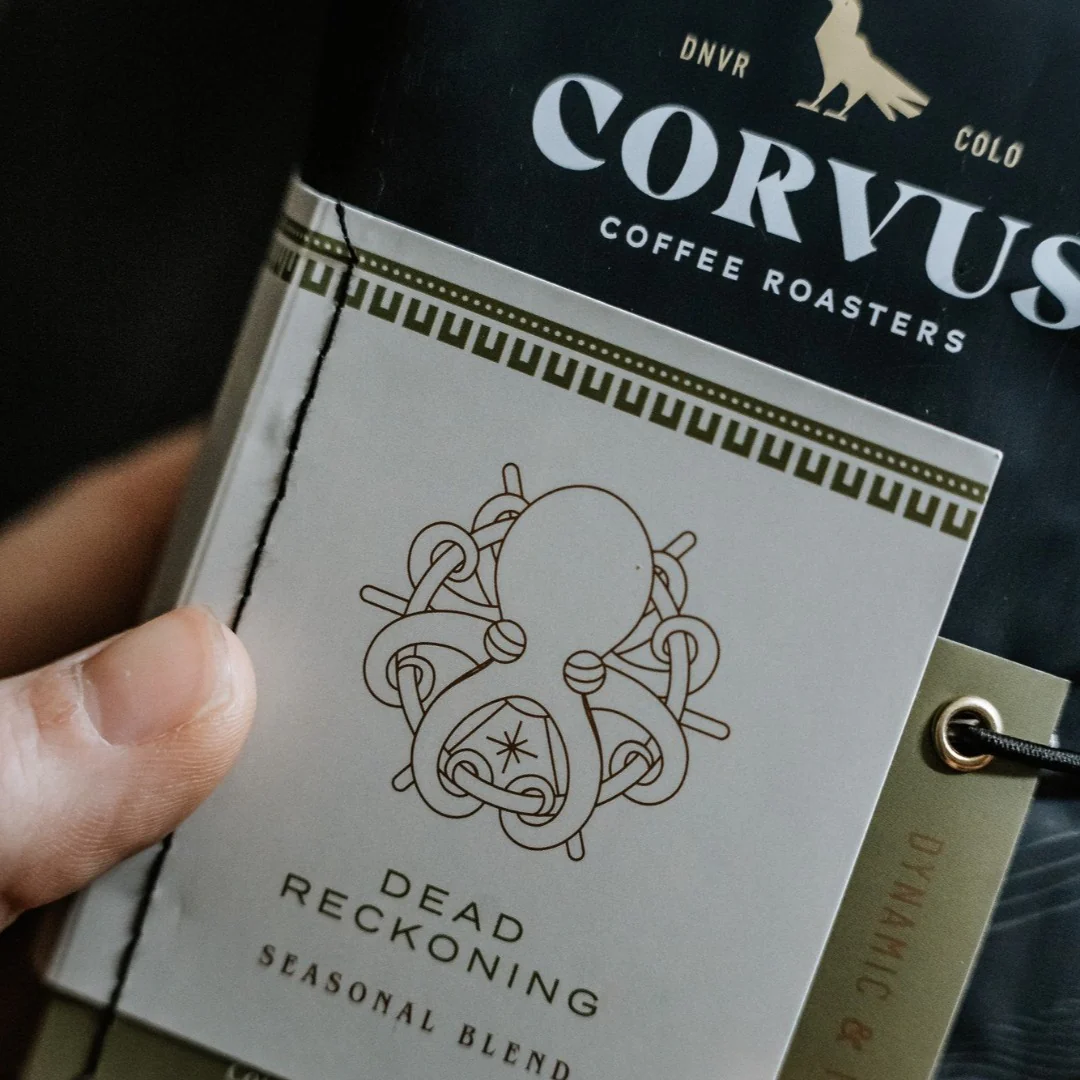 DNVR
COLO
CORVUS
COFFEE ROASTERS
DEAD
RECKONING
SEASONAL BLEND
DYNAMIC &